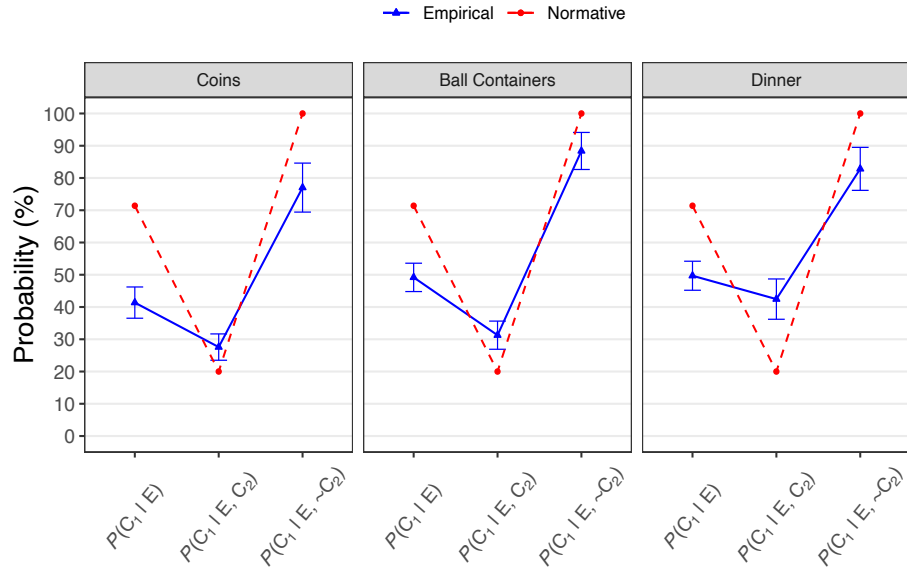 Empirical Normative
Coins Ball Containers Dinner
Probability (%)
100
90
80
70
60
50
40
30
20
10
0
P(C₁ | E) P(C₁ | E, C₂) P(C₁ | E, ~C₂) P(C₁ | E) P(C₁ | E, C₂) P(C₁ | E, ~C₂) P(C₁ | E) P(C₁ | E, C₂) P(C₁ | E, ~C₂)